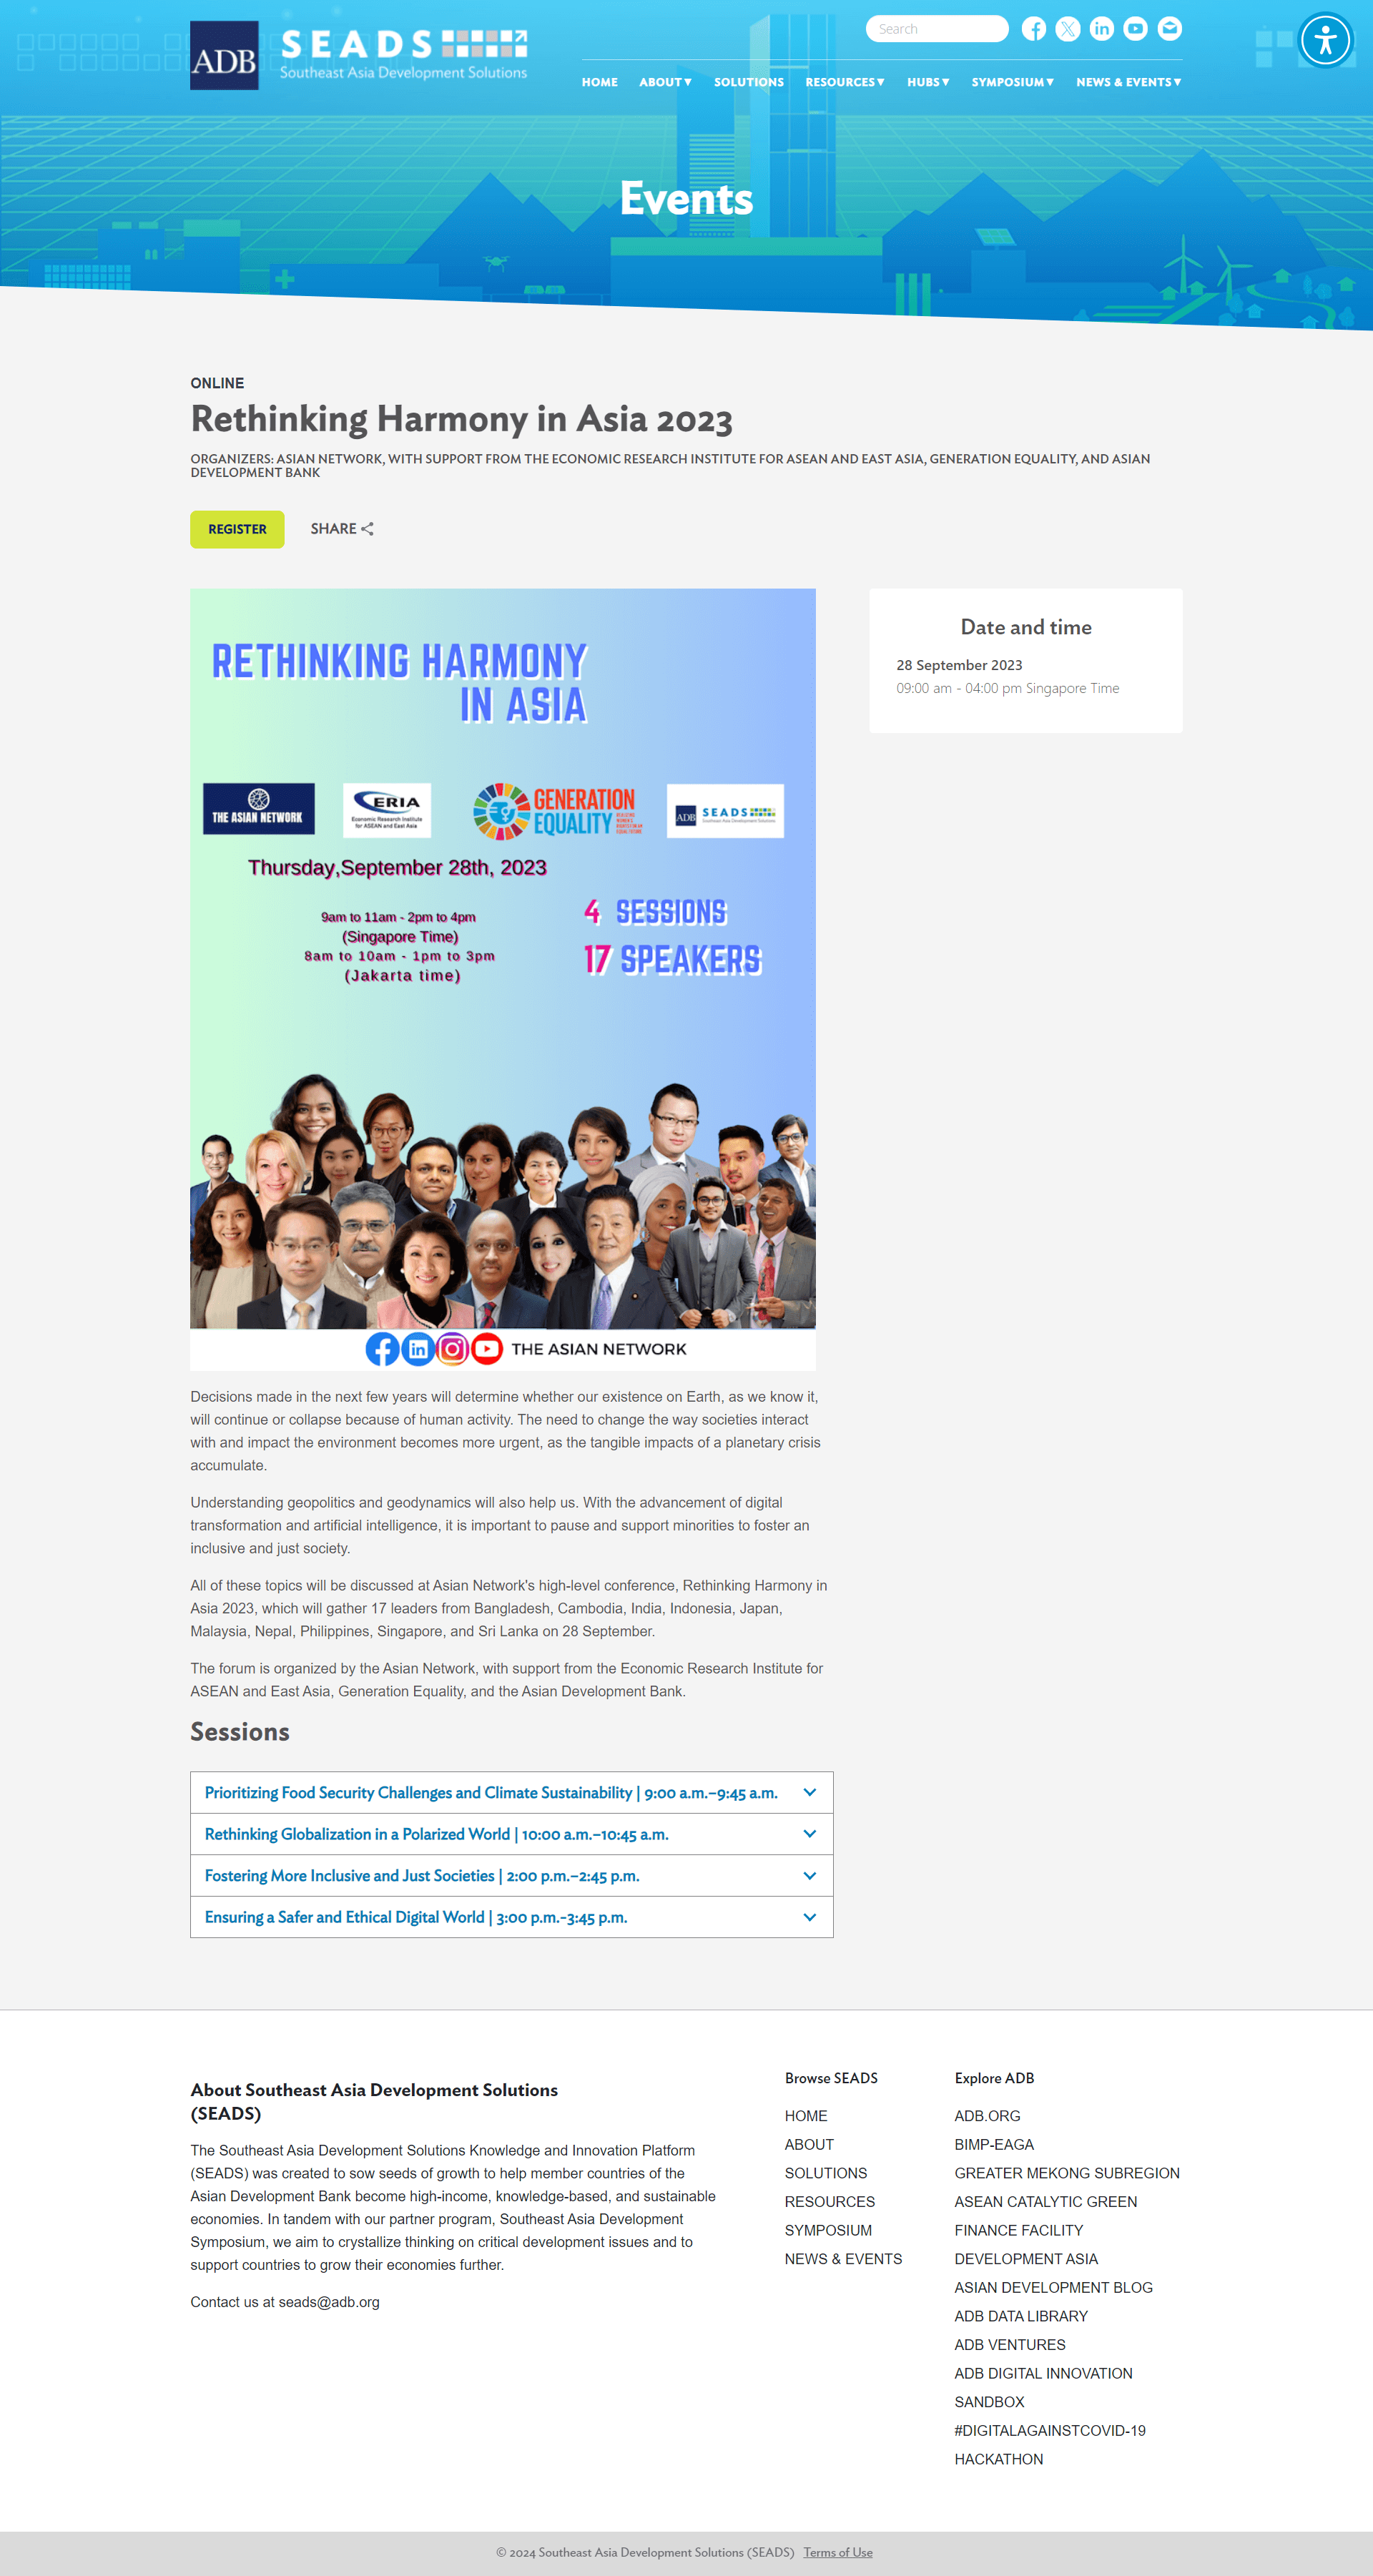 ADB
SEADS
Southeast Asia Development Solutions
Search
HOME
ABOUT▼
SOLUTIONS
RESOURCES▼
HUBS▼
SYMPOSIUM▼
NEWS & EVENTS▼
Events
ONLINE
Rethinking Harmony in Asia 2023
ORGANIZERS: ASIAN NETWORK, WITH SUPPORT FROM THE ECONOMIC RESEARCH INSTITUTE FOR ASEAN AND EAST ASIA, GENERATION EQUALITY, AND ASIAN
DEVELOPMENT BANK
REGISTER
SHARE
RETHINKING HARMONY
IN ASIA
THE ASIAN NETWORK
ERIA
Economic Research Institute
for ASEAN and East Asia
GENERATION
EQUALITY
ADB
SEADS
Southeast Asia Development Solutions
Thursday,September 28th, 2023
9am to 11am - 2pm to 4pm
(Singapore Time)
8am to 10am - 1pm to 3pm
(Jakarta time)
4 SESSIONS
17 SPEAKERS
THE ASIAN NETWORK
Date and time
28 September 2023
09:00 am - 04:00 pm Singapore Time
Decisions made in the next few years will determine whether our existence on Earth, as we know it,
will continue or collapse because of human activity. The need to change the way societies interact
with and impact the environment becomes more urgent, as the tangible impacts of a planetary crisis
accumulate.
Understanding geopolitics and geodynamics will also help us. With the advancement of digital
transformation and artificial intelligence, it is important to pause and support minorities to foster an
inclusive and just society.
All of these topics will be discussed at Asian Network's high-level conference, Rethinking Harmony in
Asia 2023, which will gather 17 leaders from Bangladesh, Cambodia, India, Indonesia, Japan,
Malaysia, Nepal, Philippines, Singapore, and Sri Lanka on 28 September.
The forum is organized by the Asian Network, with support from the Economic Research Institute for
ASEAN and East Asia, Generation Equality, and the Asian Development Bank.
Sessions
Prioritizing Food Security Challenges and Climate Sustainability | 9:00 a.m.–9:45 a.m.
Rethinking Globalization in a Polarized World | 10:00 a.m.–10:45 a.m.
Fostering More Inclusive and Just Societies | 2:00 p.m.–2:45 p.m.
Ensuring a Safer and Ethical Digital World | 3:00 p.m.-3:45 p.m.
About Southeast Asia Development Solutions
(SEADS)
The Southeast Asia Development Solutions Knowledge and Innovation Platform
(SEADS) was created to sow seeds of growth to help member countries of the
Asian Development Bank become high-income, knowledge-based, and sustainable
economies. In tandem with our partner program, Southeast Asia Development
Symposium, we aim to crystallize thinking on critical development issues and to
support countries to grow their economies further.
Contact us at seads@adb.org
Browse SEADS
HOME
ABOUT
SOLUTIONS
RESOURCES
SYMPOSIUM
NEWS & EVENTS
Explore ADB
ADB.ORG
BIMP-EAGA
GREATER MEKONG SUBREGION
ASEAN CATALYTIC GREEN
FINANCE FACILITY
DEVELOPMENT ASIA
ASIAN DEVELOPMENT BLOG
ADB DATA LIBRARY
ADB VENTURES
ADB DIGITAL INNOVATION
SANDBOX
#DIGITALAGAINSTCOVID-19
HACKATHON
© 2024 Southeast Asia Development Solutions (SEADS) Terms of Use